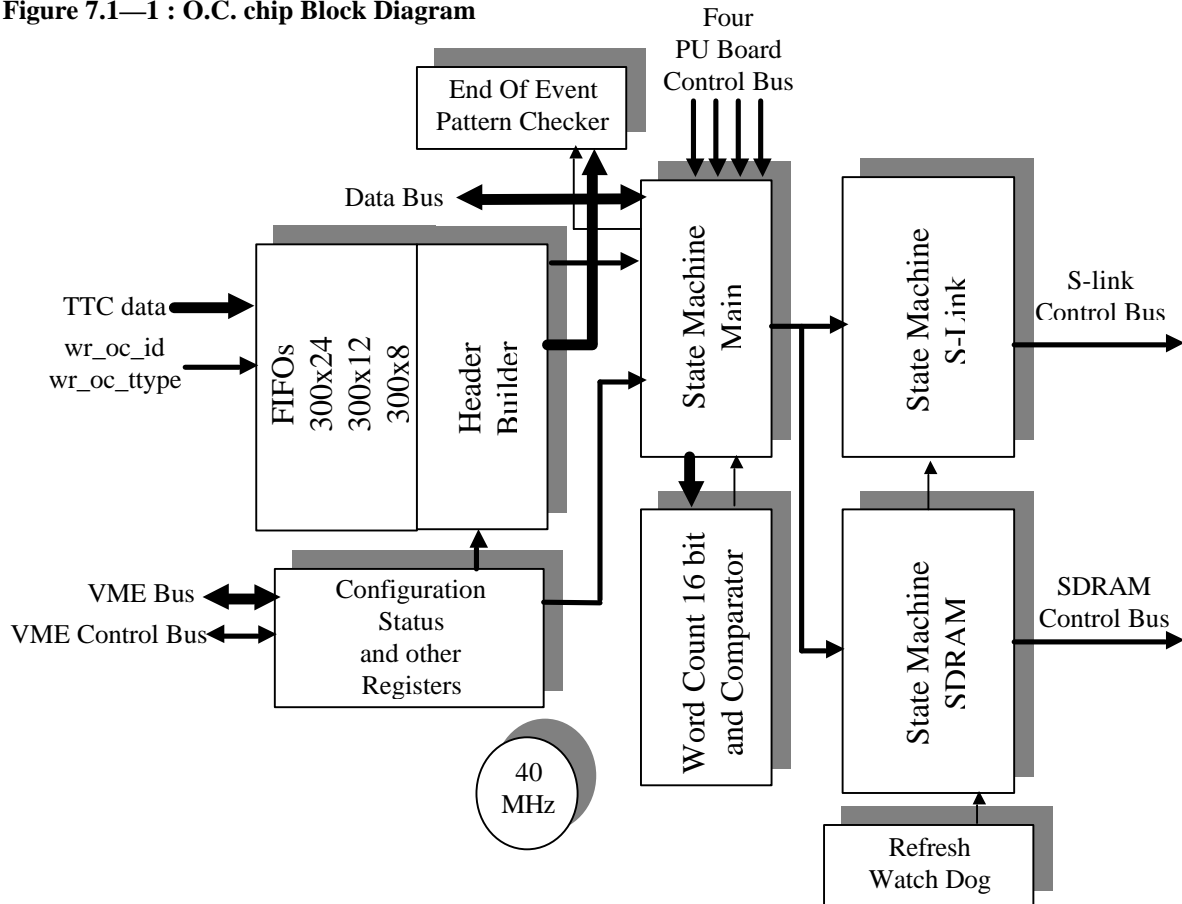 Figure 7.1—1 : O.C. chip Block Diagram
Four
PU Board
Control Bus
End Of Event
Pattern Checker
Data Bus
TTC data
wr_oc_id
wr_oc_ttype
FIFOs
300x24
300x12
300x8
Header
Builder
State Machine
Main
State Machine
S-Link
S-link
Control Bus
VME Bus
VME Control Bus
Configuration
Status
and other
Registers
Word Count 16 bit
and Comparator
State Machine
SDRAM
SDRAM
Control Bus
40
MHz
Refresh
Watch Dog